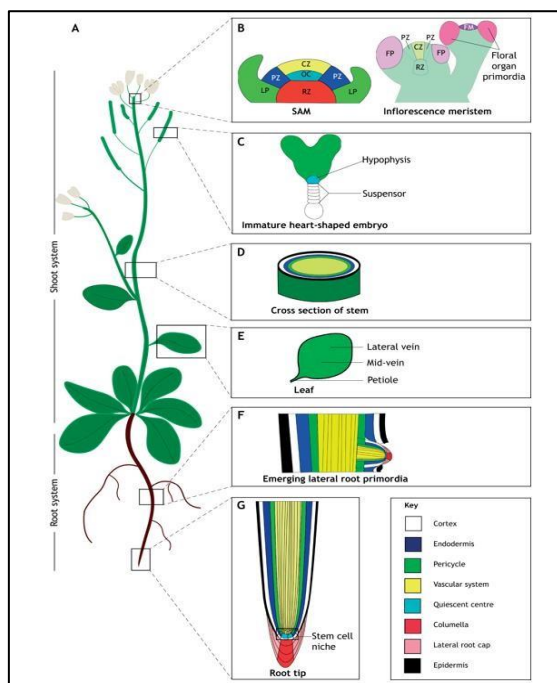 A
Shoot system
Root system
B
CZ
OC
PZ
PZ
LP
RZ
LP
SAM
FP
PZ
CZ
PZ
FP
RZ
FM
Floral
organ
primordia
Inflorescence meristem
C
Hypophysis
Suspensor
Immature heart-shaped embryo
D
Cross section of stem
E
Lateral vein
Mid-vein
Petiole
Leaf
F
Emerging lateral root primordia
G
Stem cell
niche
Root tip
Key
Cortex
Endodermis
Pericycle
Vascular system
Quiescent centre
Columella
Lateral root cap
Epidermis